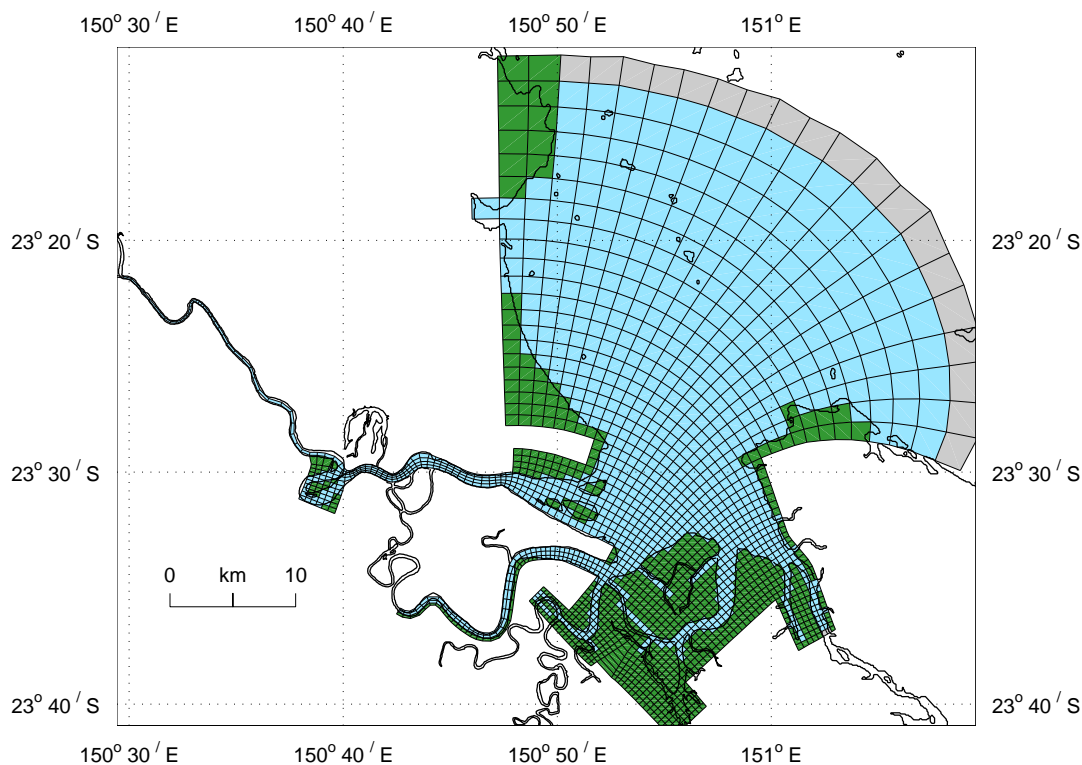 150° 30 ′ E 150° 40 ′ E 150° 50 ′ E 151° E
23° 20 ′ S 23° 20 ′ S
23° 30 ′ S 23° 30 ′ S
0 km 10
23° 40 ′ S 23° 40 ′ S
150° 30 ′ E 150° 40 ′ E 150° 50 ′ E 151° E